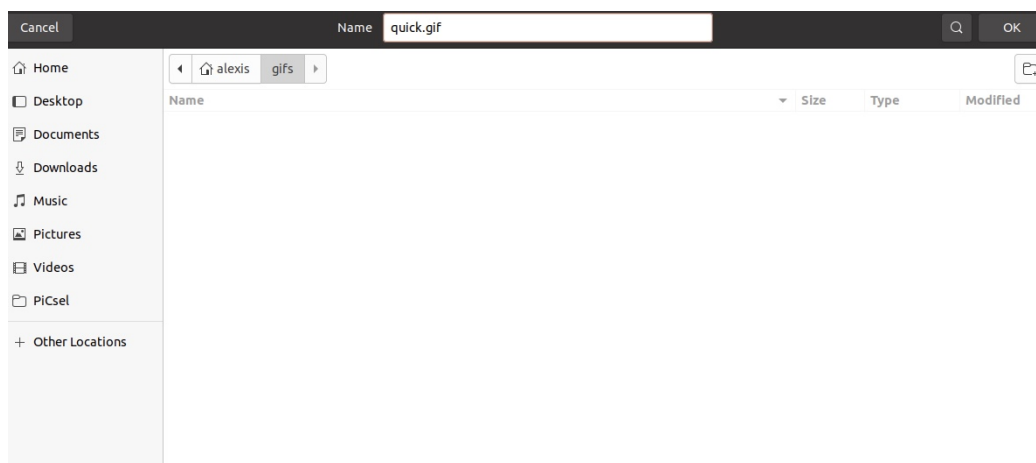 Cancel Name quick.gif OK
Home
alexis gifs
Desktop
Name Size Type Modified
Documents
Downloads
Music
Pictures
Videos
PiCsel
+ Other Locations